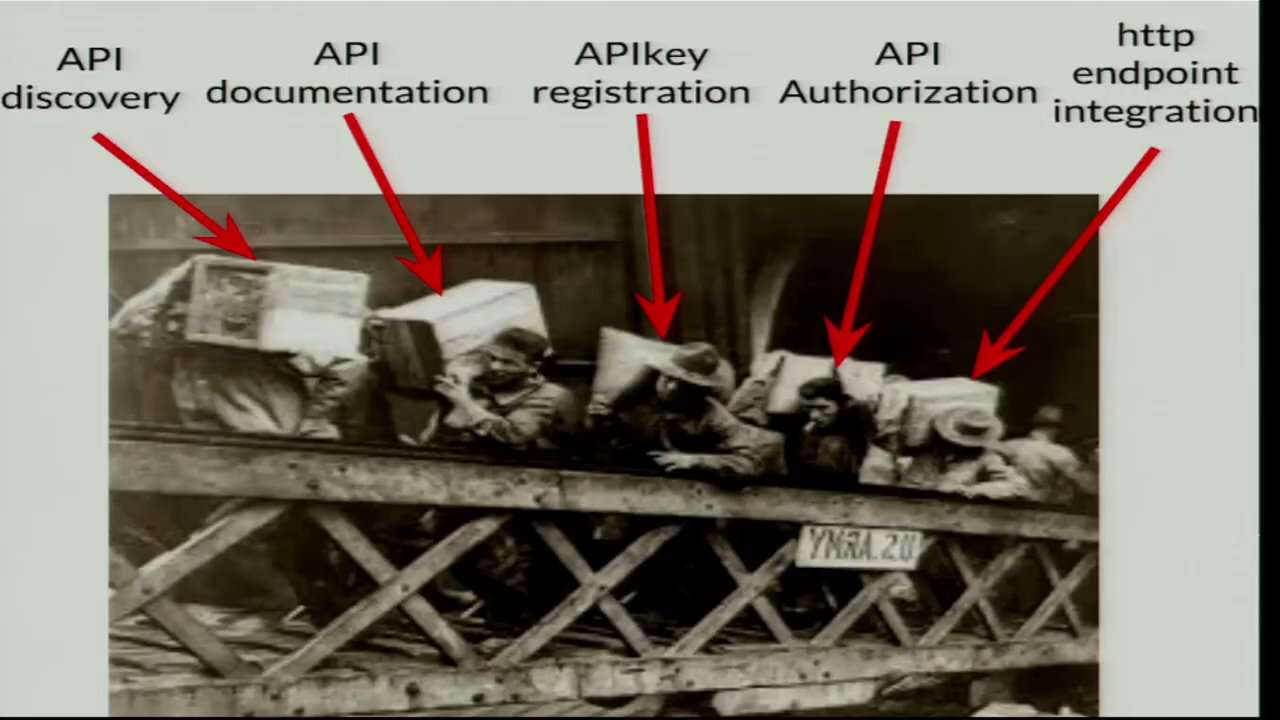 API
discovery
API
documentation
APIkey
registration
API
Authorization
http
endpoint
integration
YMRA.20